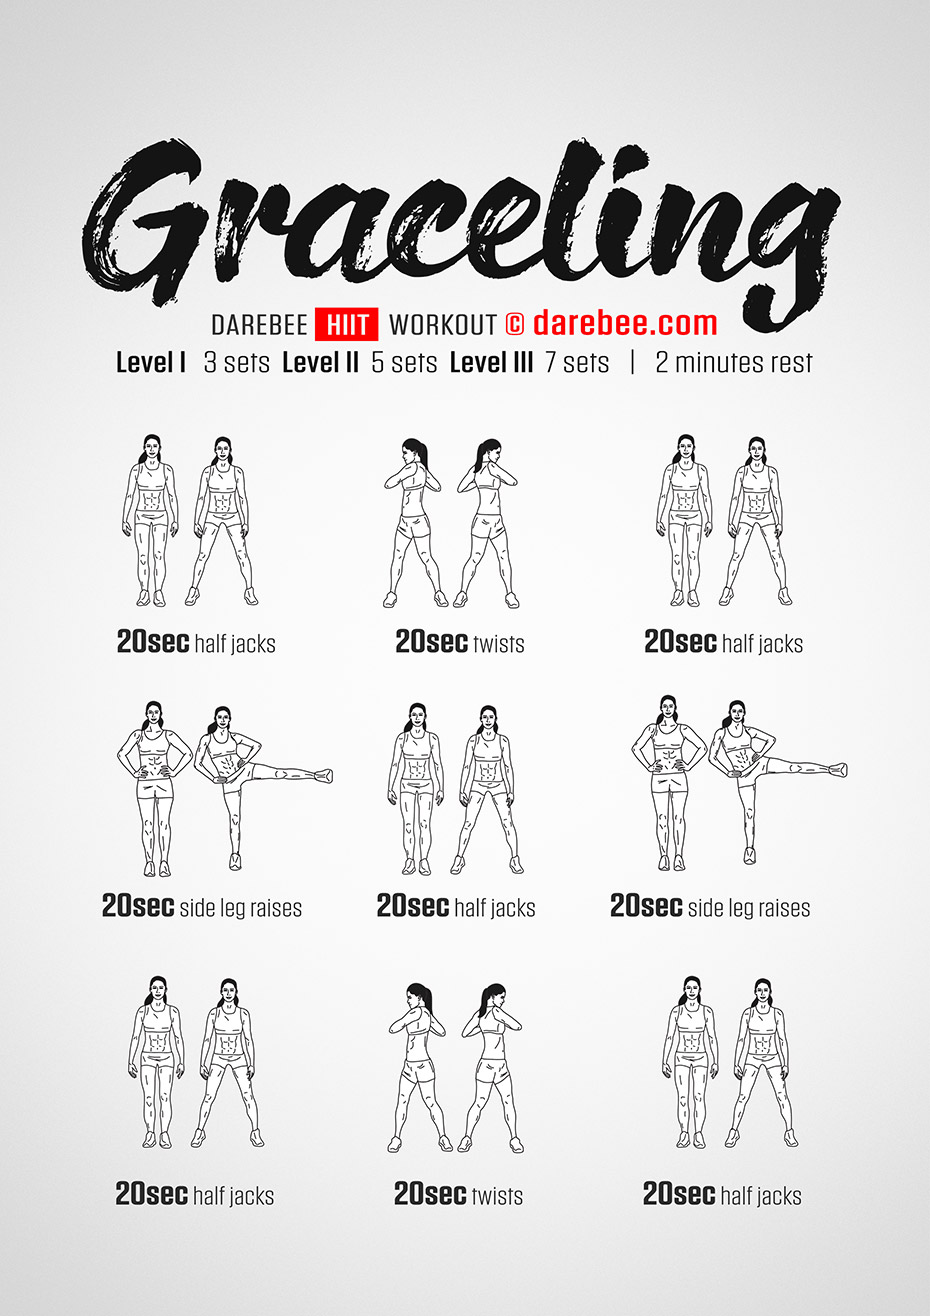 Graceling
DAREBEE HIIT WORKOUT © darebee.com
Level I 3 sets Level II 5 sets Level III 7 sets | 2 minutes rest
20sec half jacks
20sec twists
20sec half jacks
20sec side leg raises
20sec half jacks
20sec side leg raises
20sec half jacks
20sec twists
20sec half jacks